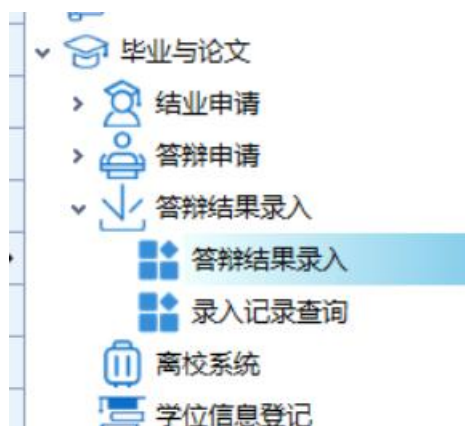 毕业与论文
结业申请
答辩申请
答辩结果录入
答辩结果录入
录入记录查询
离校系统
学位信息登记